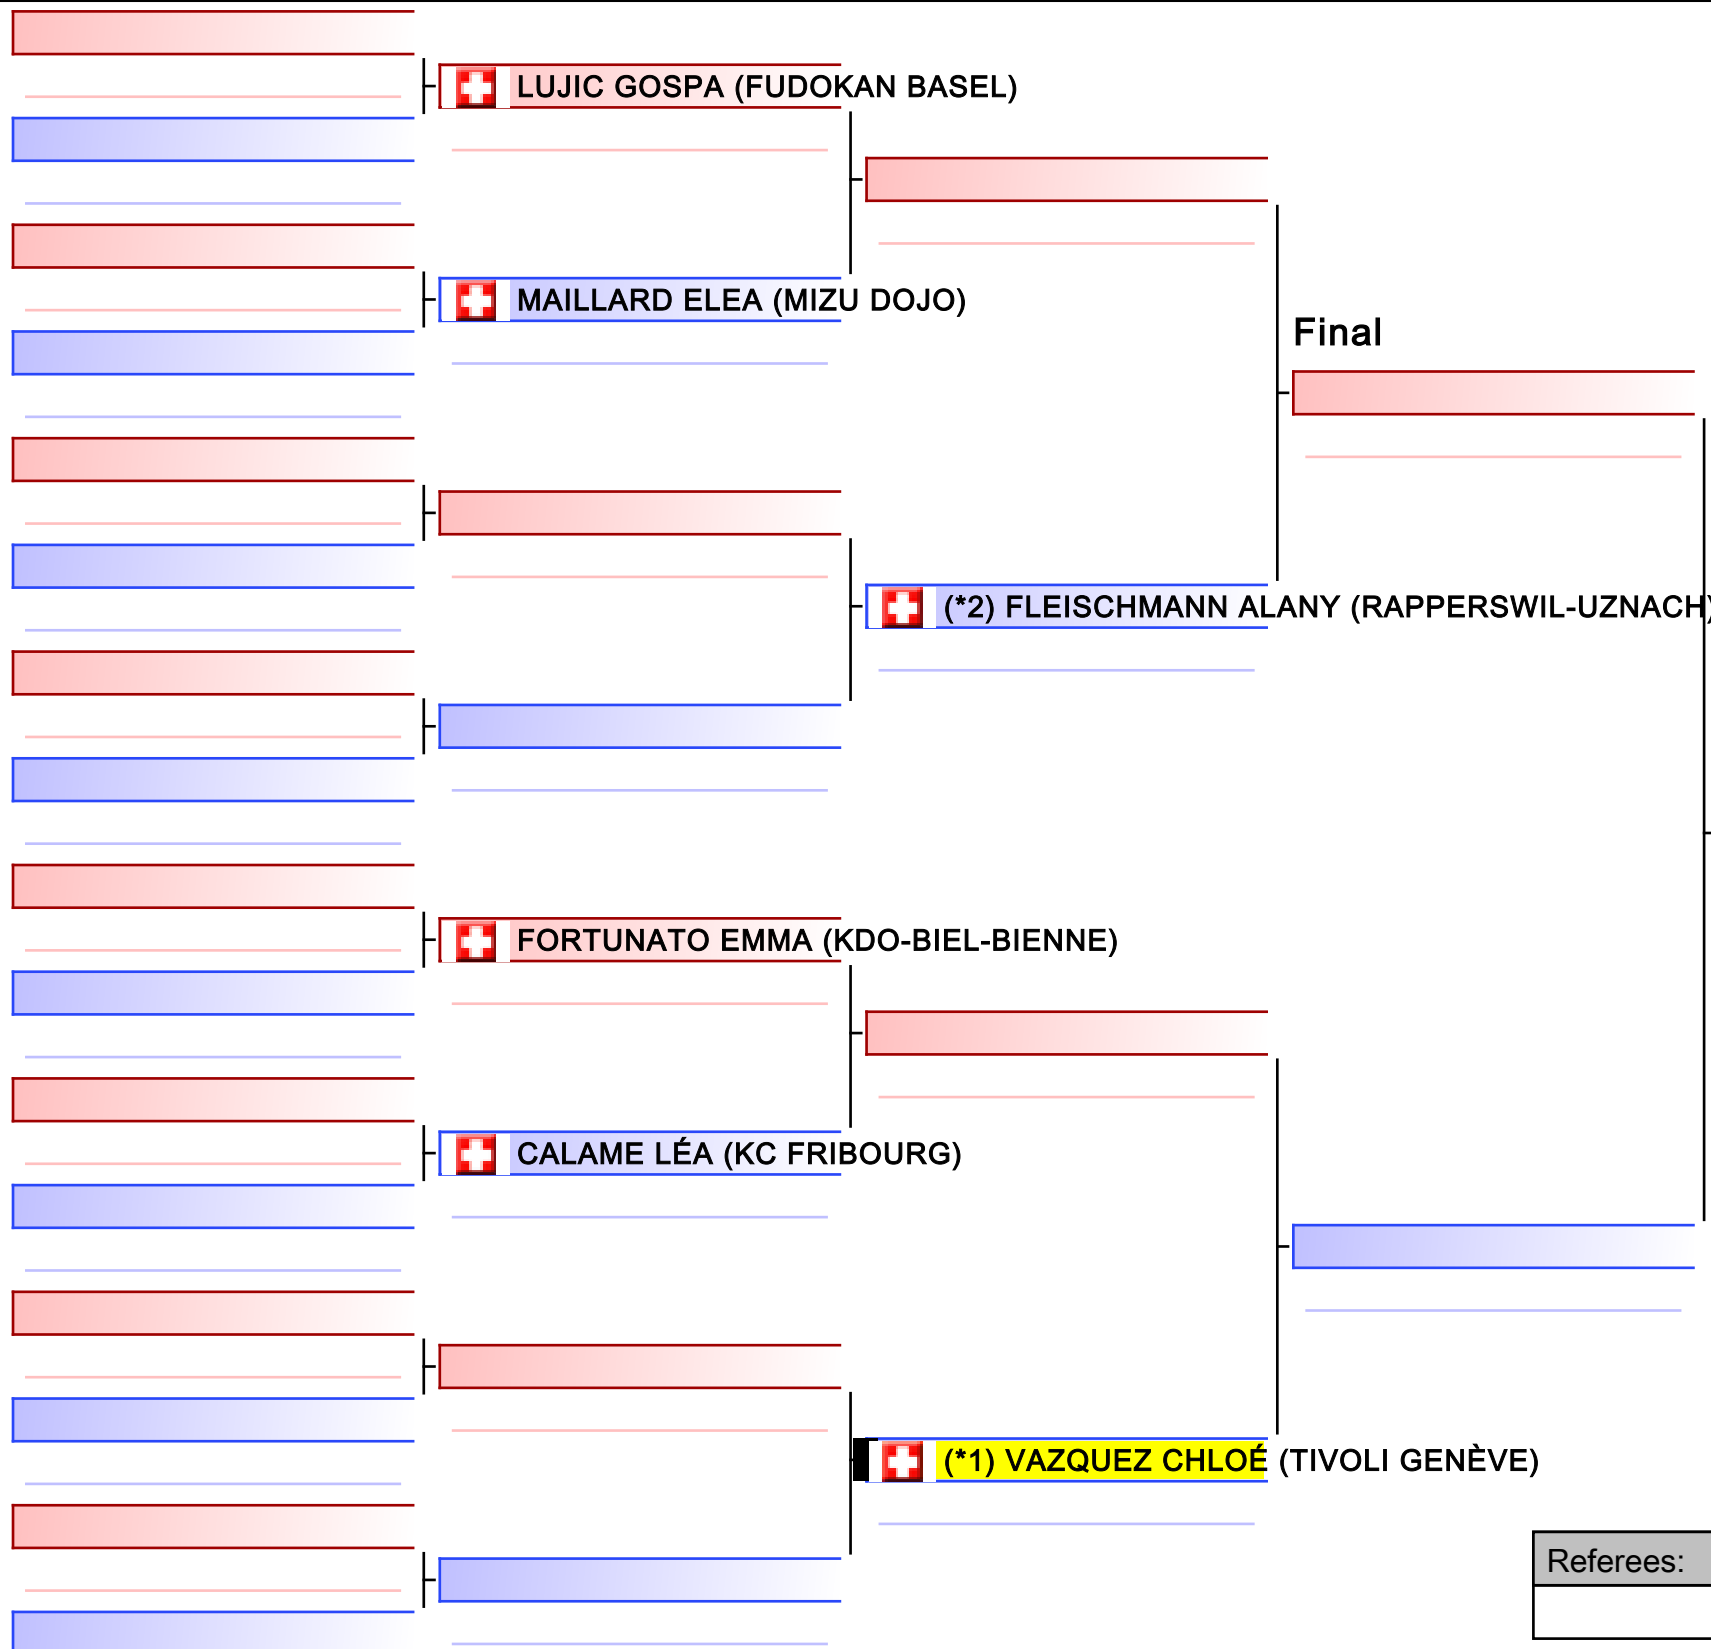 LUJIC GOSPA (FUDOKAN BASEL)
MAILLARD ELEA (MIZU DOJO)
Final
(*2) FLEISCHMANN ALANY (RAPPERSWIL-UZNACH)
FORTUNATO EMMA (KDO-BIEL-BIENNE)
CALAME LÉA (KC FRIBOURG)
(*1) VAZQUEZ CHLOÉ (TIVOLI GENÈVE)
Referees: